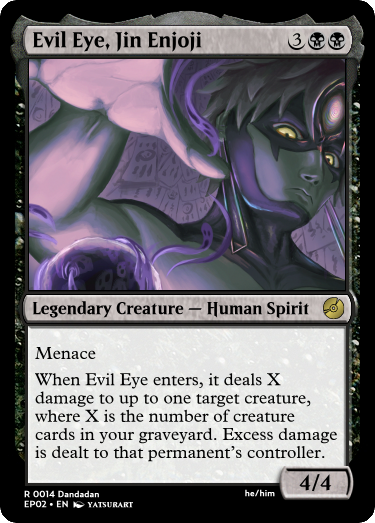 Evil Eye, Jin Enjoji 3
Legendary Creature — Human Spirit
Menace
When Evil Eye enters, it deals X
damage to up to one target creature,
where X is the number of creature
cards in your graveyard. Excess damage
is dealt to that permanent's controller.
4/4
R 0014 Dandadan he/him
EP02 • EN YATSURART